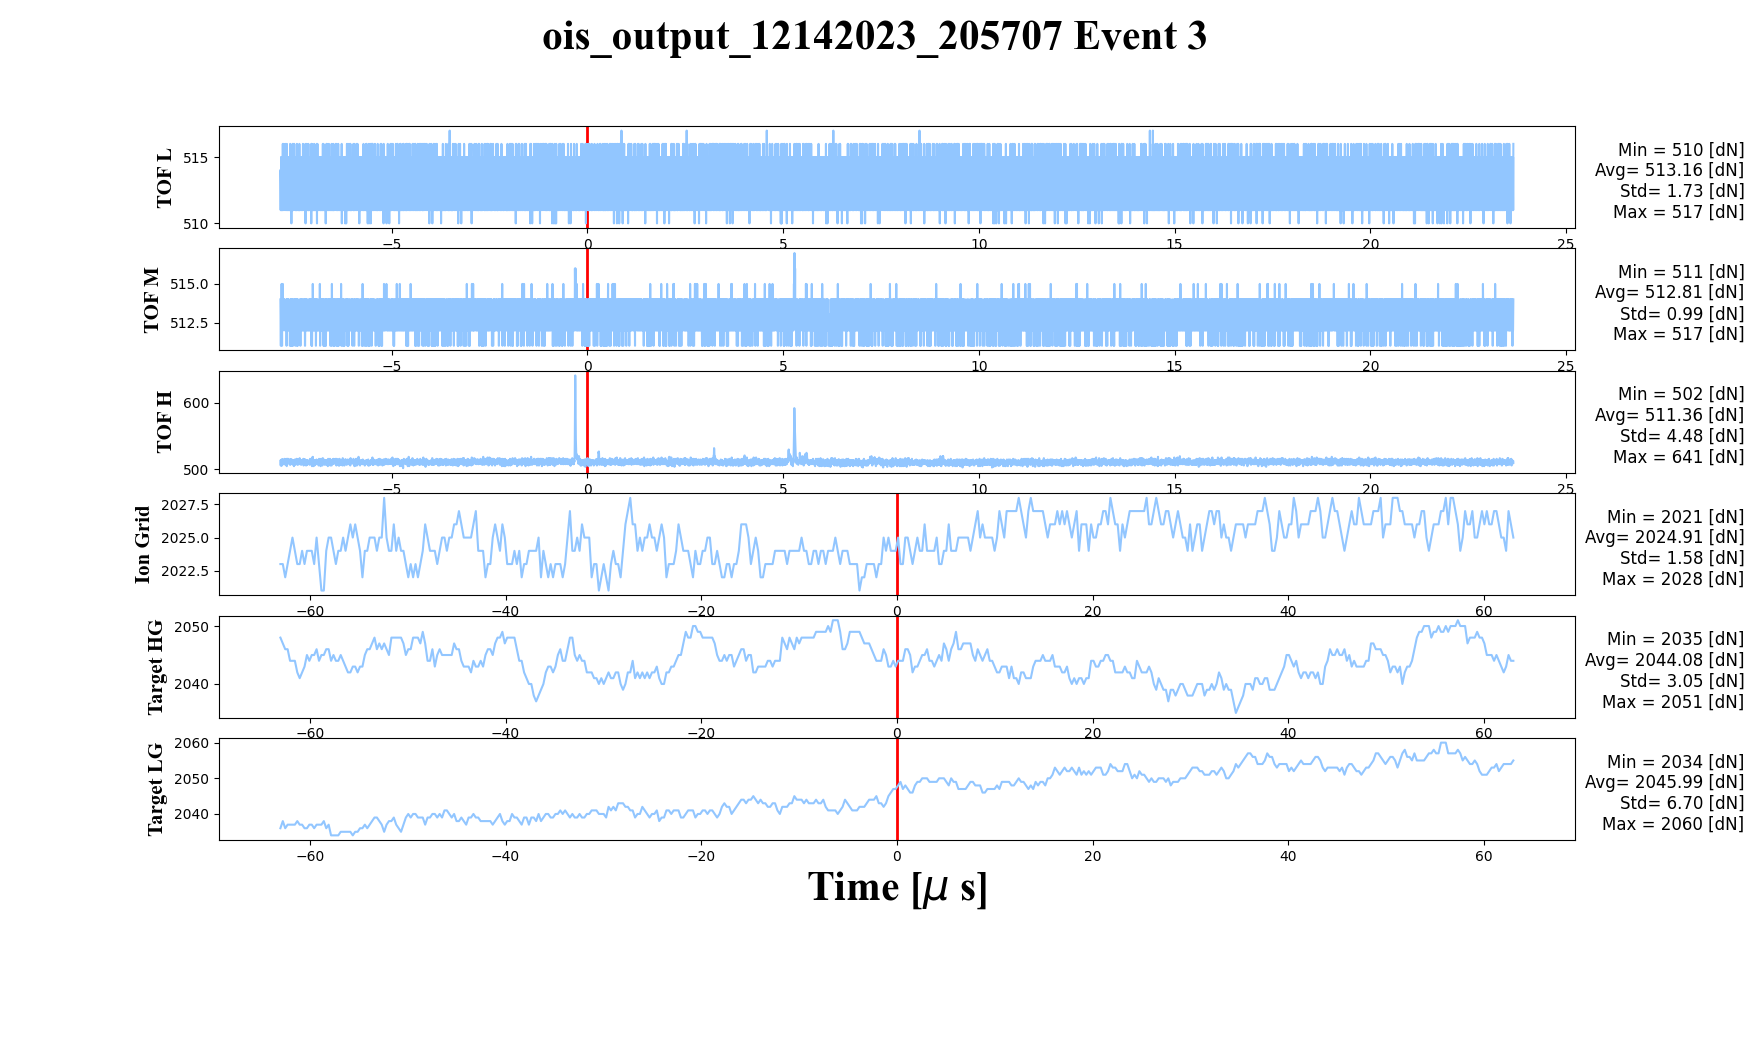 ois_output_12142023_205707 Event 3
TOF L
515
510
−5 0 5 10 15 20 25
Min = 510 [dN]
Avg= 513.16 [dN]
Std= 1.73 [dN]
Max = 517 [dN]
TOF M
515.0
512.5
−5 0 5 10 15 20 25
Min = 511 [dN]
Avg= 512.81 [dN]
Std= 0.99 [dN]
Max = 517 [dN]
TOF H
600
500
−5 0 5 10 15 20 25
Min = 502 [dN]
Avg= 511.36 [dN]
Std= 4.48 [dN]
Max = 641 [dN]
Ion Grid
2027.5
2025.0
2022.5
−60 −40 −20 0 20 40 60
Min = 2021 [dN]
Avg= 2024.91 [dN]
Std= 1.58 [dN]
Max = 2028 [dN]
Target HG
2050
2040
−60 −40 −20 0 20 40 60
Min = 2035 [dN]
Avg= 2044.08 [dN]
Std= 3.05 [dN]
Max = 2051 [dN]
Target LG
2060
2050
2040
−60 −40 −20 0 20 40 60
Min = 2034 [dN]
Avg= 2045.99 [dN]
Std= 6.70 [dN]
Max = 2060 [dN]
Time [μ s]